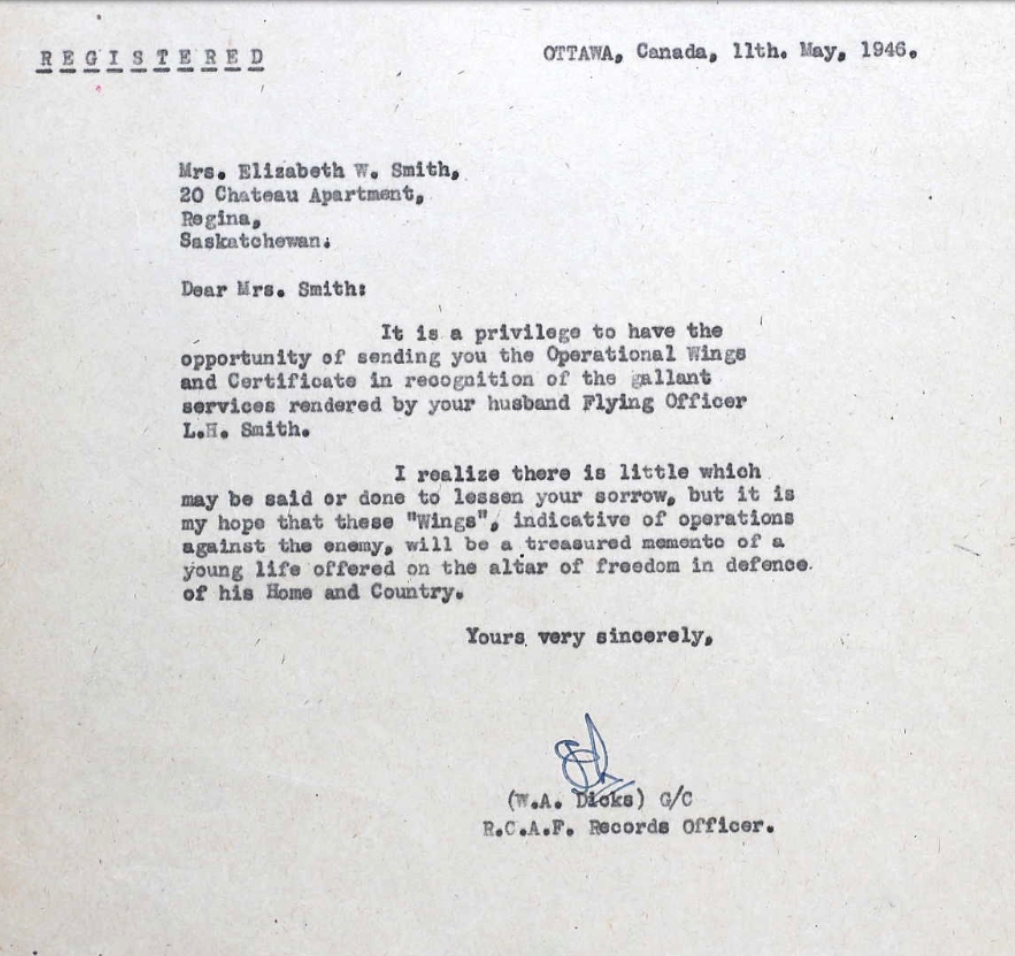 REGISTERED
OTTAWA, Canada, 11th. May, 1946.
Mrs. Elizabeth W. Smith,
20 Chateau Apartment,
Regina,
Saskatchewan.
Dear Mrs. Smith:
It is a privilege to have the
opportunity of sending you the Operational Wings
and Certificate in recognition of the gallant
services rendered by your husband Flying Officer
L.H. Smith.
I realize there is little which
may be said or done to lessen your sorrow, but it is
my hope that these "Wings", indicative of operations
against the enemy, will be a treasured memento of a
young life offered on the altar of freedom in defence
of his Home and Country.
Yours very sincerely,
(W.A. Dicks) G/C
R.C.A.F. Records Officer.